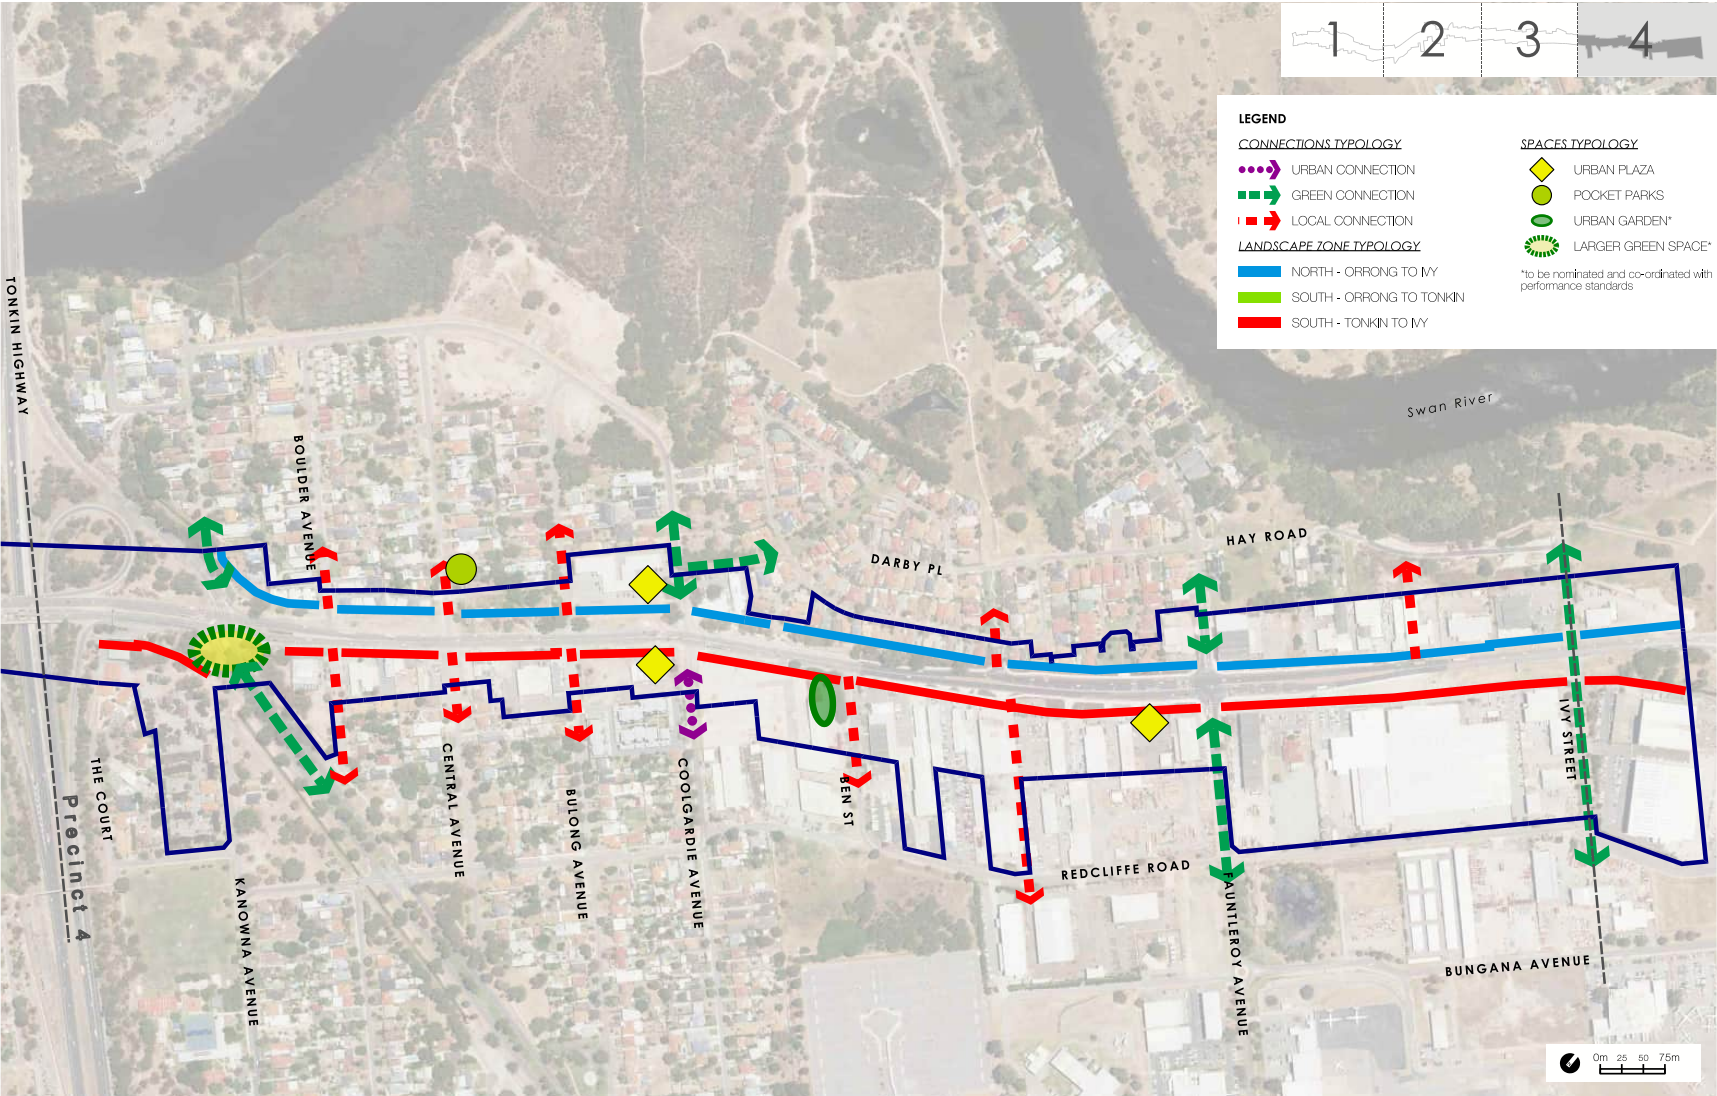 1 2 3 4
LEGEND
CONNECTIONS TYPOLOGY
URBAN CONNECTION
GREEN CONNECTION
LOCAL CONNECTION
LANDSCAPE ZONE TYPOLOGY
NORTH - ORRONG TO IVY
SOUTH - ORRONG TO TONKIN
SOUTH - TONKIN TO IVY
SPACES TYPOLOGY
URBAN PLAZA
POCKET PARKS
URBAN GARDEN*
LARGER GREEN SPACE*
*to be nominated and co-ordinated with
performance standards
TONKIN HIGHWAY
Swan River
BOULDER AVENUE
HAY ROAD
DARBY PL
IVY STREET
THE COURT
Precinct 4
CENTRAL AVENUE
BULONG AVENUE
COOLGARDIE AVENUE
BEN ST
REDCLIFFE ROAD
KANOWNA AVENUE
FAUNTLEROY AVENUE
BUNGANA AVENUE
0m 25 50 75m